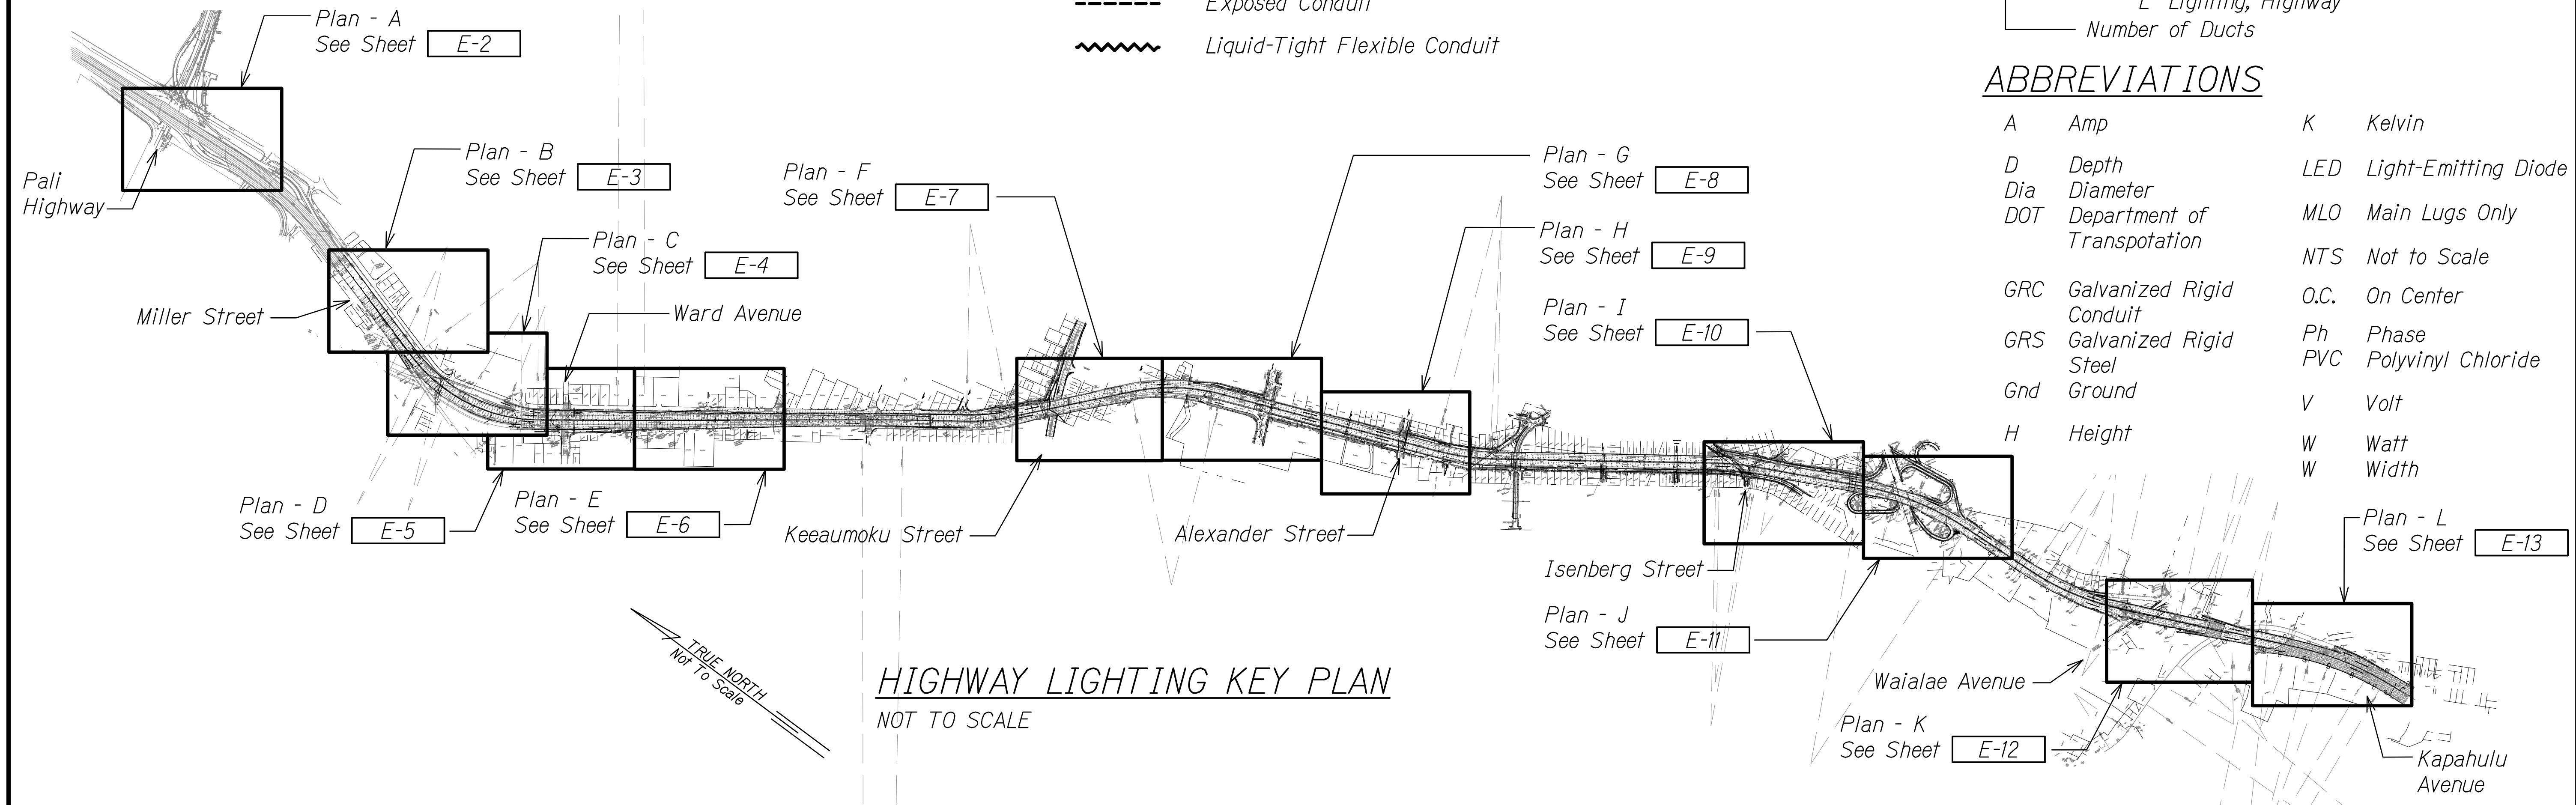 Exposed Conduit
Liquid-Tight Flexible Conduit
"L" Lighting, Highway
Number of Ducts
ABBREVIATIONS
A Amp
D Depth
Dia Diameter
DOT Department of
Transpotation
GRC Galvanized Rigid
Conduit
GRS Galvanized Rigid
Steel
Gnd Ground
H Height
K Kelvin
LED Light-Emitting Diode
MLO Main Lugs Only
NTS Not to Scale
O.C. On Center
Ph Phase
PVC Polyvinyl Chloride
V Volt
W Watt
W Width
Plan - A
See Sheet E-2
Pali
Highway
Plan - B
See Sheet E-3
Miller Street
Plan - C
See Sheet E-4
Ward Avenue
Plan - D
See Sheet E-5
Plan - E
See Sheet E-6
Plan - F
See Sheet E-7
Keeaumoku Street
Plan - G
See Sheet E-8
Plan - H
See Sheet E-9
Alexander Street
Plan - I
See Sheet E-10
Isenberg Street
Plan - J
See Sheet E-11
Waialae Avenue
Plan - K
See Sheet E-12
Plan - L
See Sheet E-13
Kapahulu
Avenue
TRUE NORTH
Not To Scale
HIGHWAY LIGHTING KEY PLAN
NOT TO SCALE